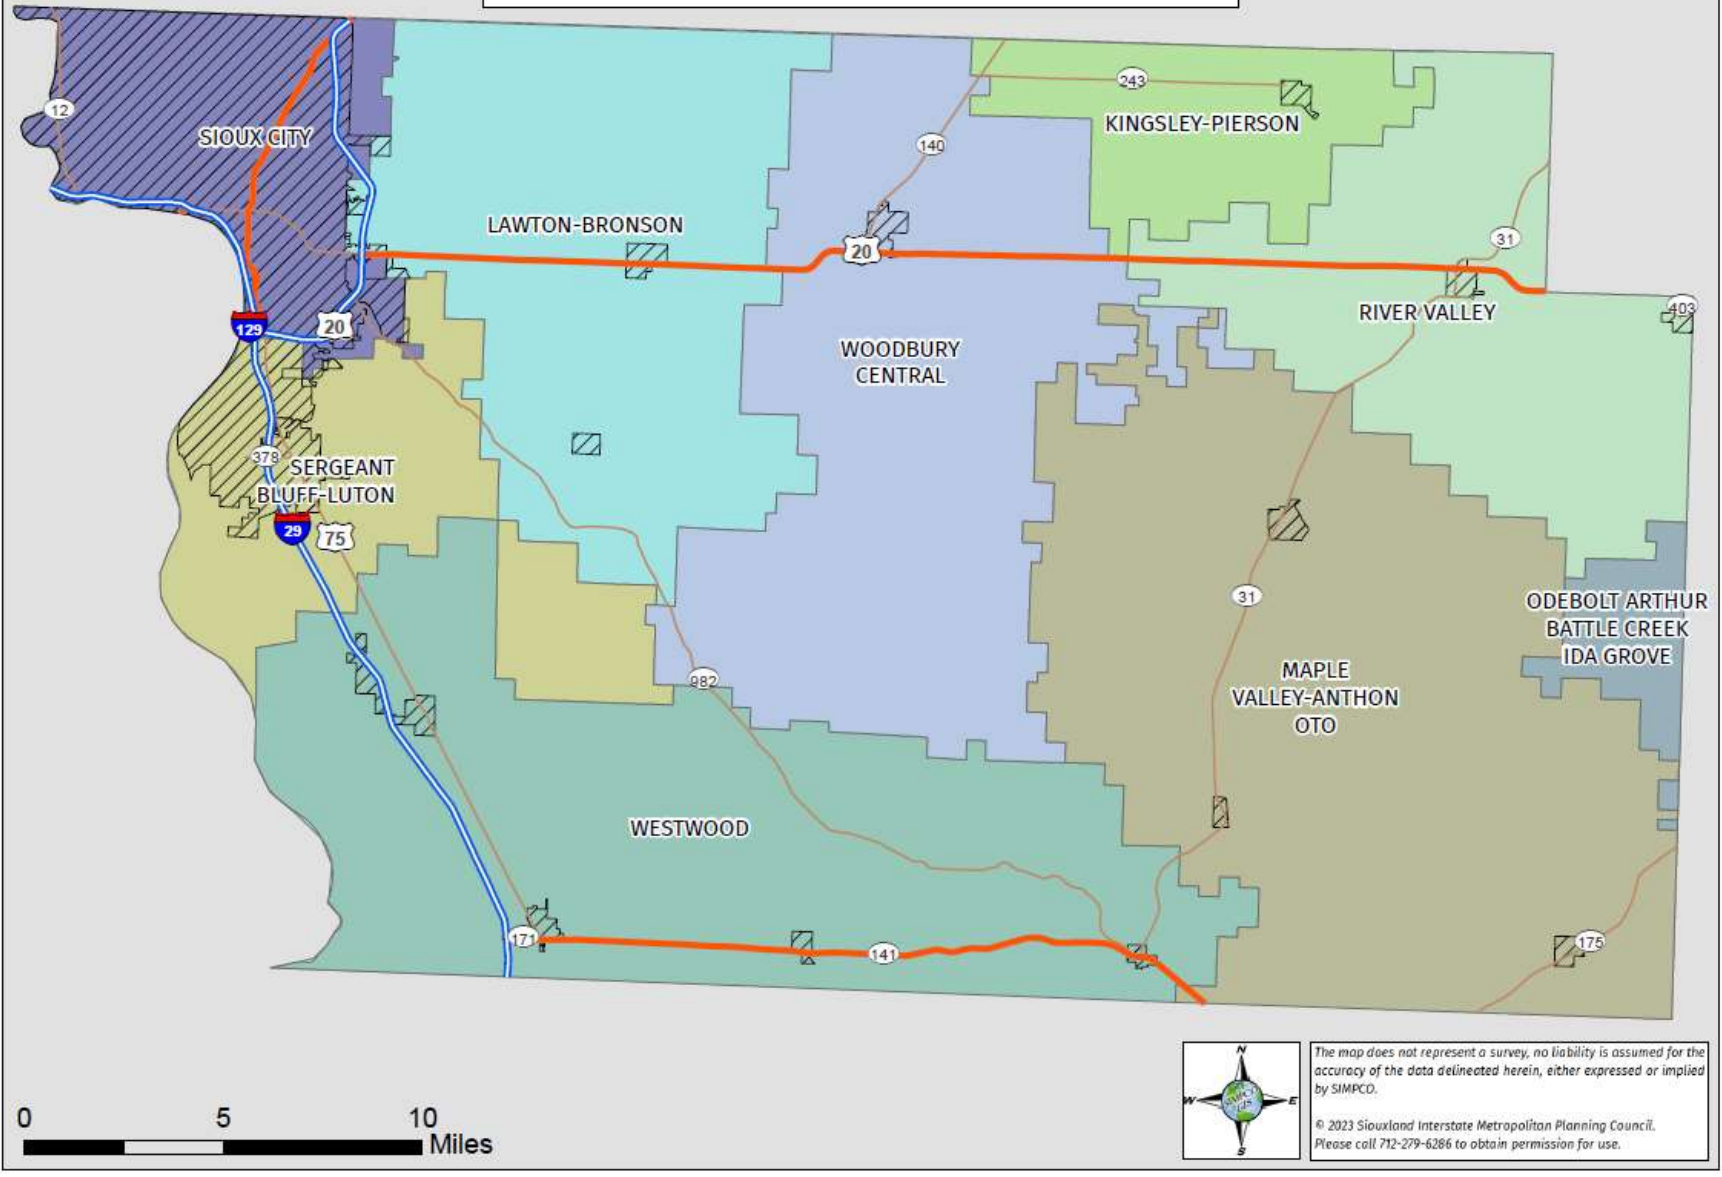 12
243
SIOUX CITY
KINGSLEY-PIERSON
140
LAWTON-BRONSON
31
20
RIVER VALLEY
403
129
20
WOODBURY
CENTRAL
378
SERGEANT
BLUFF-LUTON
29
75
31
ODEBOLT ARTHUR
BATTLE CREEK
IDA GROVE
982
MAPLE
VALLEY-ANTHON
OTO
WESTWOOD
171
141
175
N
W
E
S
SIMPCO
GIS
The map does not represent a survey, no liability is assumed for the
accuracy of the data delineated herein, either expressed or implied
by SIMPCO.
© 2023 Siouxland Interstate Metropolitan Planning Council.
Please call 712-279-6286 to obtain permission for use.
0 5 10
Miles